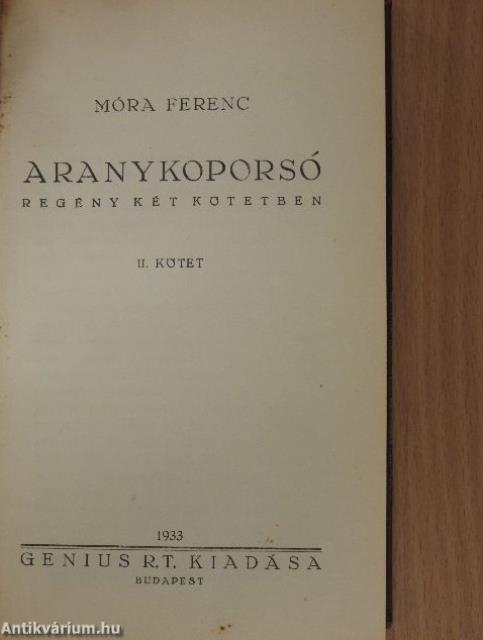 MÓRA FERENC
ARANYKOPORSÓ
REGÉNY KÉT KÖTETBEN
II. KÖTET
1933
GENIUS R.T. KIADÁSA
BUDAPEST
Antikvárium.hu